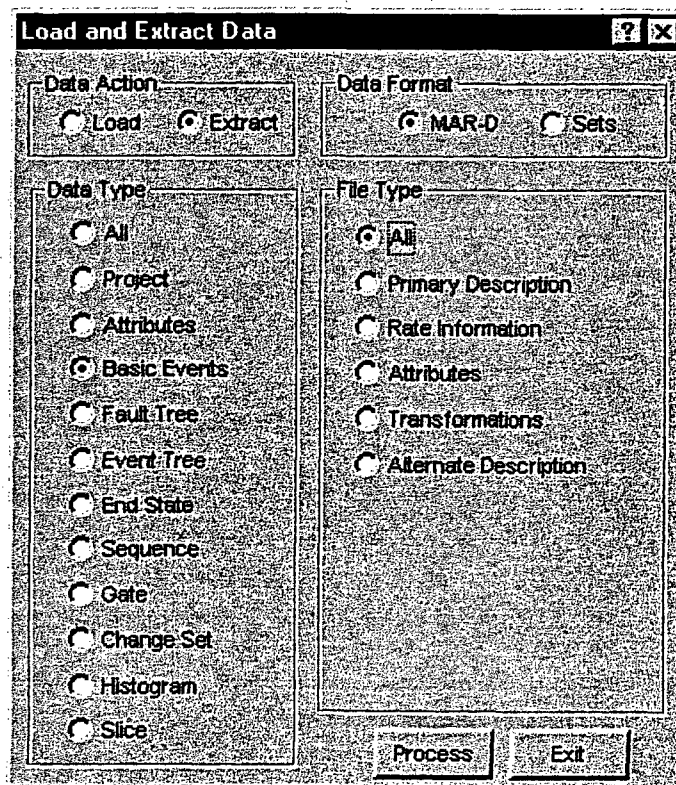 Load and Extract Data
Data Action
Load
Extract
Data Format
MAR-D
Sets
Data Type
All
Project
Attributes
Basic Events
Fault Tree
Event Tree
End State
Sequence
Gate
Change Set
Histogram
Slice
File Type
All
Primary Description
Rate Information
Attributes
Transformations
Alternate Description
Process
Exit